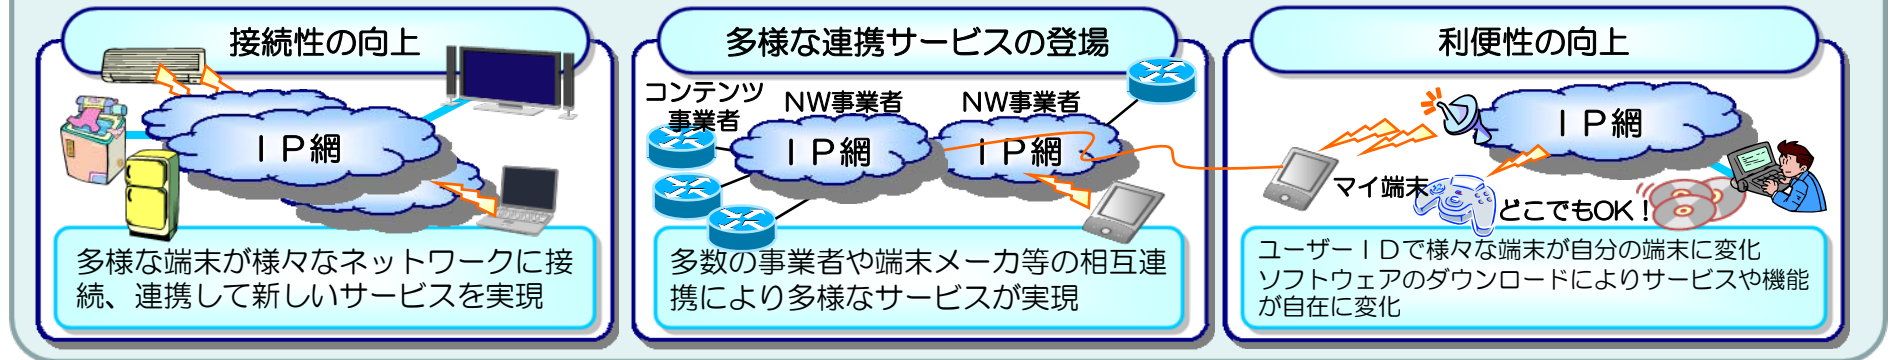 接続性の向上
ＩＰ網
多様な端末が様々なネットワークに接
続、連携して新しいサービスを実現
多様な連携サービスの登場
コンテンツ
事業者
NW事業者
NW事業者
ＩＰ網
ＩＰ網
多数の事業者や端末メーカ等の相互連
携により多様なサービスが実現
利便性の向上
ＩＰ網
マイ端末
どこでもOK！
ユーザーＩＤで様々な端末が自分の端末に変化
ソフトウェアのダウンロードによりサービスや機能
が自在に変化